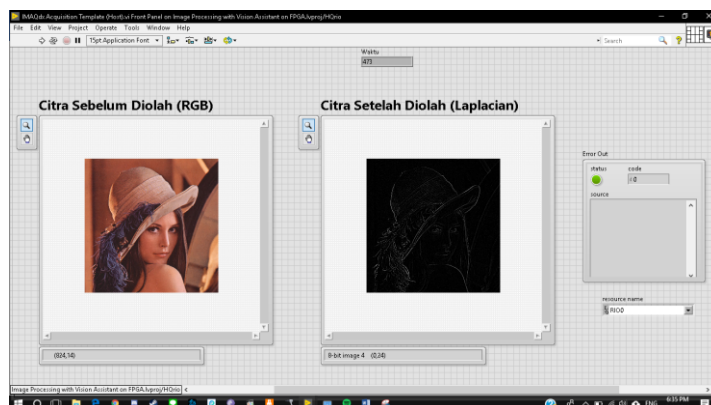 IMAQdx Acquisition Template (Host).vi Front Panel on Image Processing with Vision Assistant on FPGA.lvproj/HQrio
File Edit View Project Operate Tools Window Help
15pt Application Font
Search
Waktu
473
Citra Sebelum Diolah (RGB)
Citra Setelah Diolah (Laplacian)
Error Out
status code
0
source
resource name
RIO0
(824,14)
8-bit image 4 (0,24)
Image Processing with Vision Assistant on FPGA.lvproj/HQrio
ENG
6:35 PM